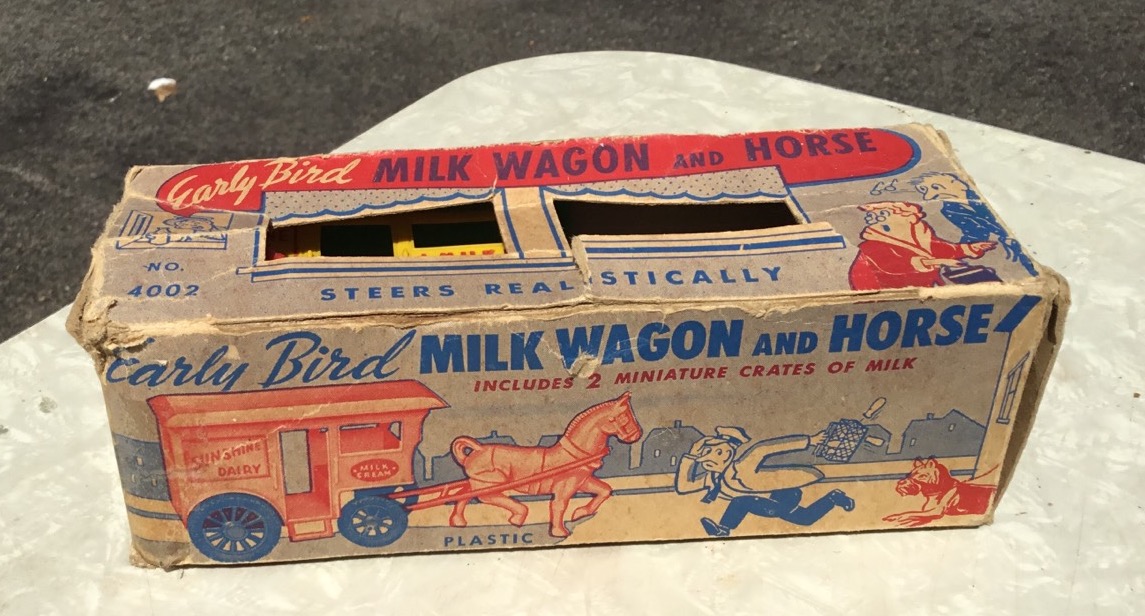 Early Bird MILK WAGON AND HORSE
NO.
4002
STEERS REALISTICALLY
Early Bird MILK WAGON AND HORSE
INCLUDES 2 MINIATURE CRATES OF MILK
SUNSHINE
DAIRY
MILK
CREAM
PLASTIC